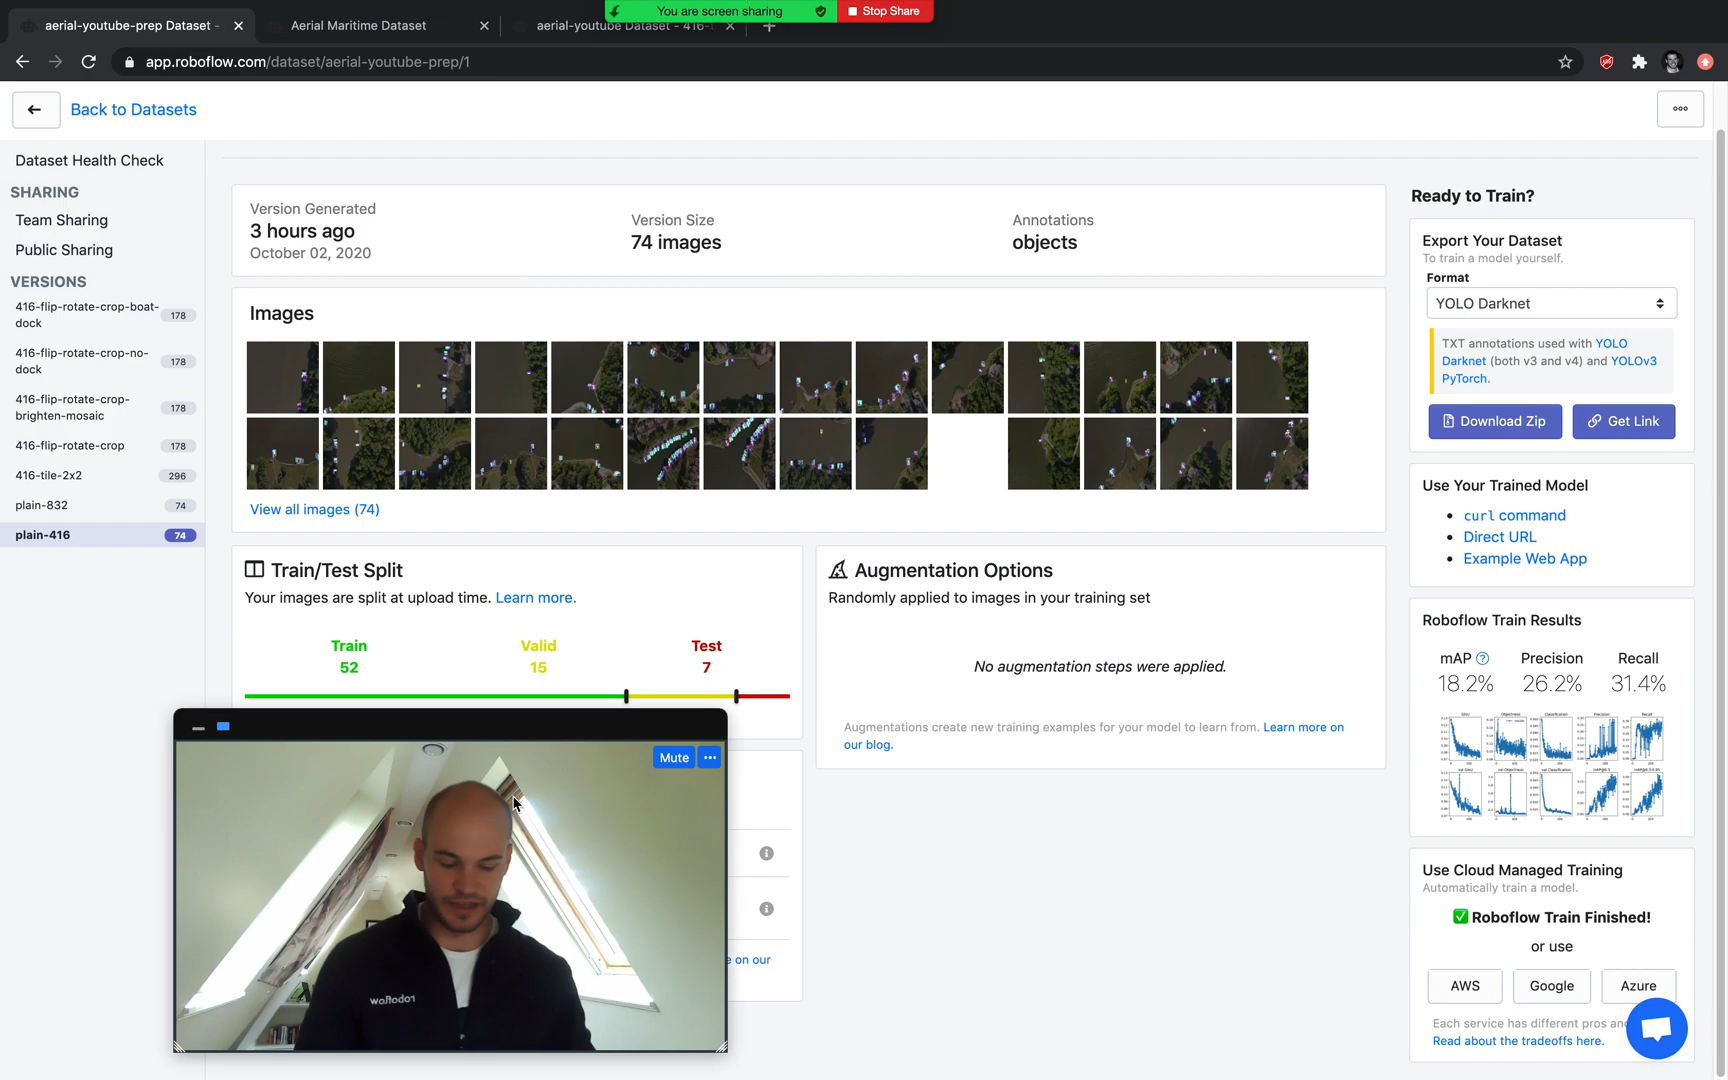 aerial-youtube-prep Dataset -
Aerial Maritime Dataset
aerial-youtube Dataset - 416-
You are screen sharing
Stop Share
app.roboflow.com/dataset/aerial-youtube-prep/1
Back to Datasets
Dataset Health Check
SHARING
Team Sharing
Public Sharing
VERSIONS
416-flip-rotate-crop-boat-
dock
178
416-flip-rotate-crop-no-
dock
178
416-flip-rotate-crop-
brighten-mosaic
178
416-flip-rotate-crop 178
416-tile-2x2 296
plain-832 74
plain-416 74
Version Generated
3 hours ago
October 02, 2020
Version Size
74 images
Annotations
objects
Images
View all images (74)
Train/Test Split
Your images are split at upload time. Learn more.
Train
52
Valid
15
Test
7
Augmentation Options
Randomly applied to images in your training set
No augmentation steps were applied.
Augmentations create new training examples for your model to learn from. Learn more on
our blog.
Mute
roboflow
e on our
Ready to Train?
Export Your Dataset
To train a model yourself.
Format
YOLO Darknet
TXT annotations used with YOLO
Darknet (both v3 and v4) and YOLOv3
PyTorch.
Download Zip
Get Link
Use Your Trained Model
curl command
Direct URL
Example Web App
Roboflow Train Results
mAP Precision Recall
18.2% 26.2% 31.4%
Use Cloud Managed Training
Automatically train a model.
Roboflow Train Finished!
or use
AWS Google Azure
Each service has different pros and
Read about the tradeoffs here.